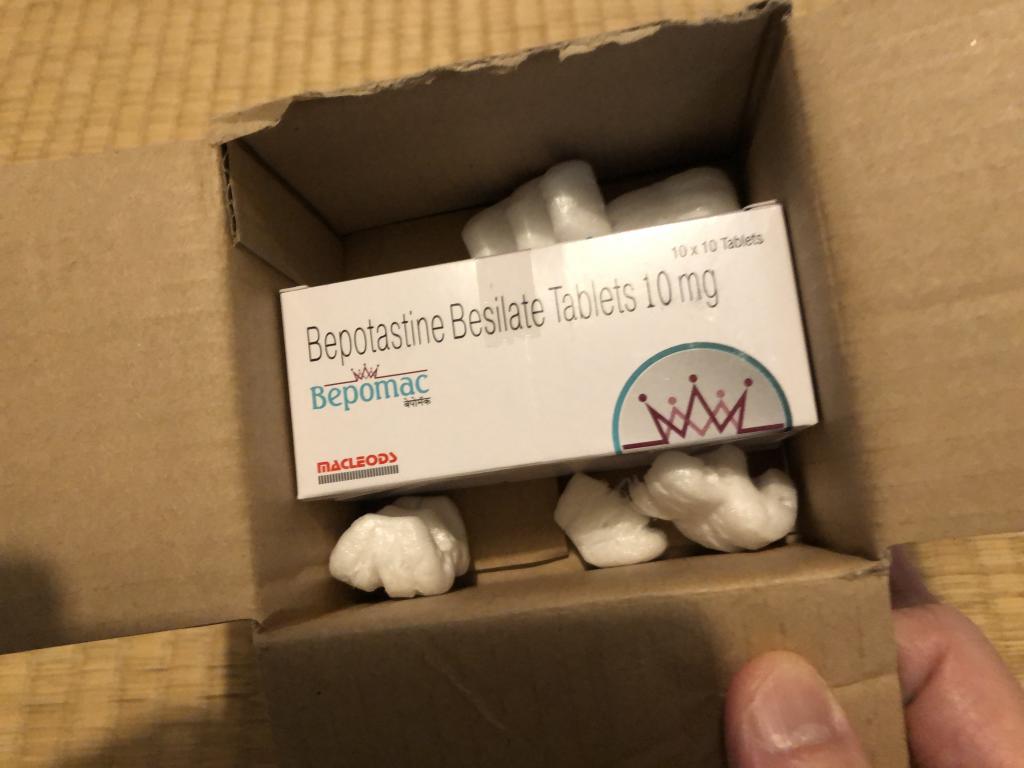 10 x 10 Tablets
Bepotastine Besilate Tablets 10 mg
Bepomac
बेपोमॅक
MACLEODS